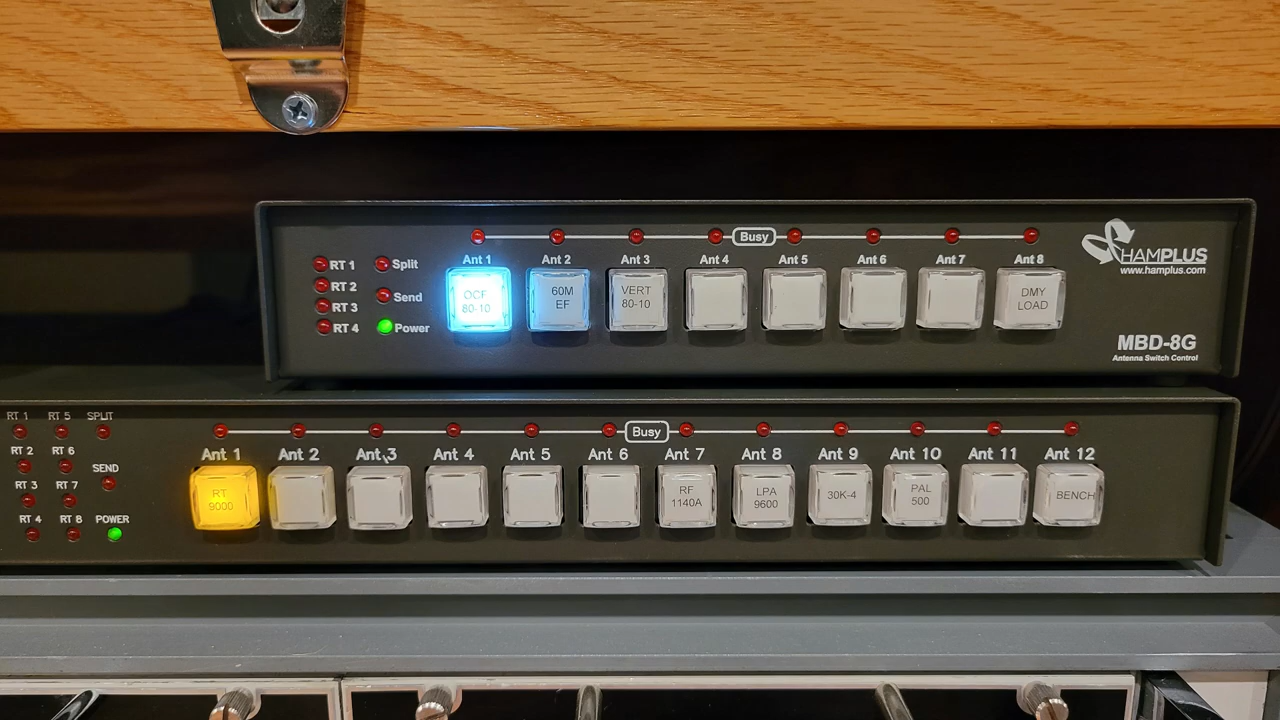 Busy
Ant 1 Ant 2 Ant 3 Ant 4 Ant 5 Ant 6 Ant 7 Ant 8
RT 1 Split
RT 2
RT 3 Send
RT 4 Power
OCF
80-10
60M
EF
VERT
80-10
DMY
LOAD
HAMPLUS
www.hamplus.com
MBD-8G
Antenna Switch Control
RT 1 RT 5 SPLIT
RT 2 RT 6
SEND
RT 3 RT 7
RT 4 RT 8 POWER
Busy
Ant 1 Ant 2 Ant 3 Ant 4 Ant 5 Ant 6 Ant 7 Ant 8 Ant 9 Ant 10 Ant 11 Ant 12
RT
9000
RF
1140A
LPA
9600
30K-4
PAL
500
BENCH